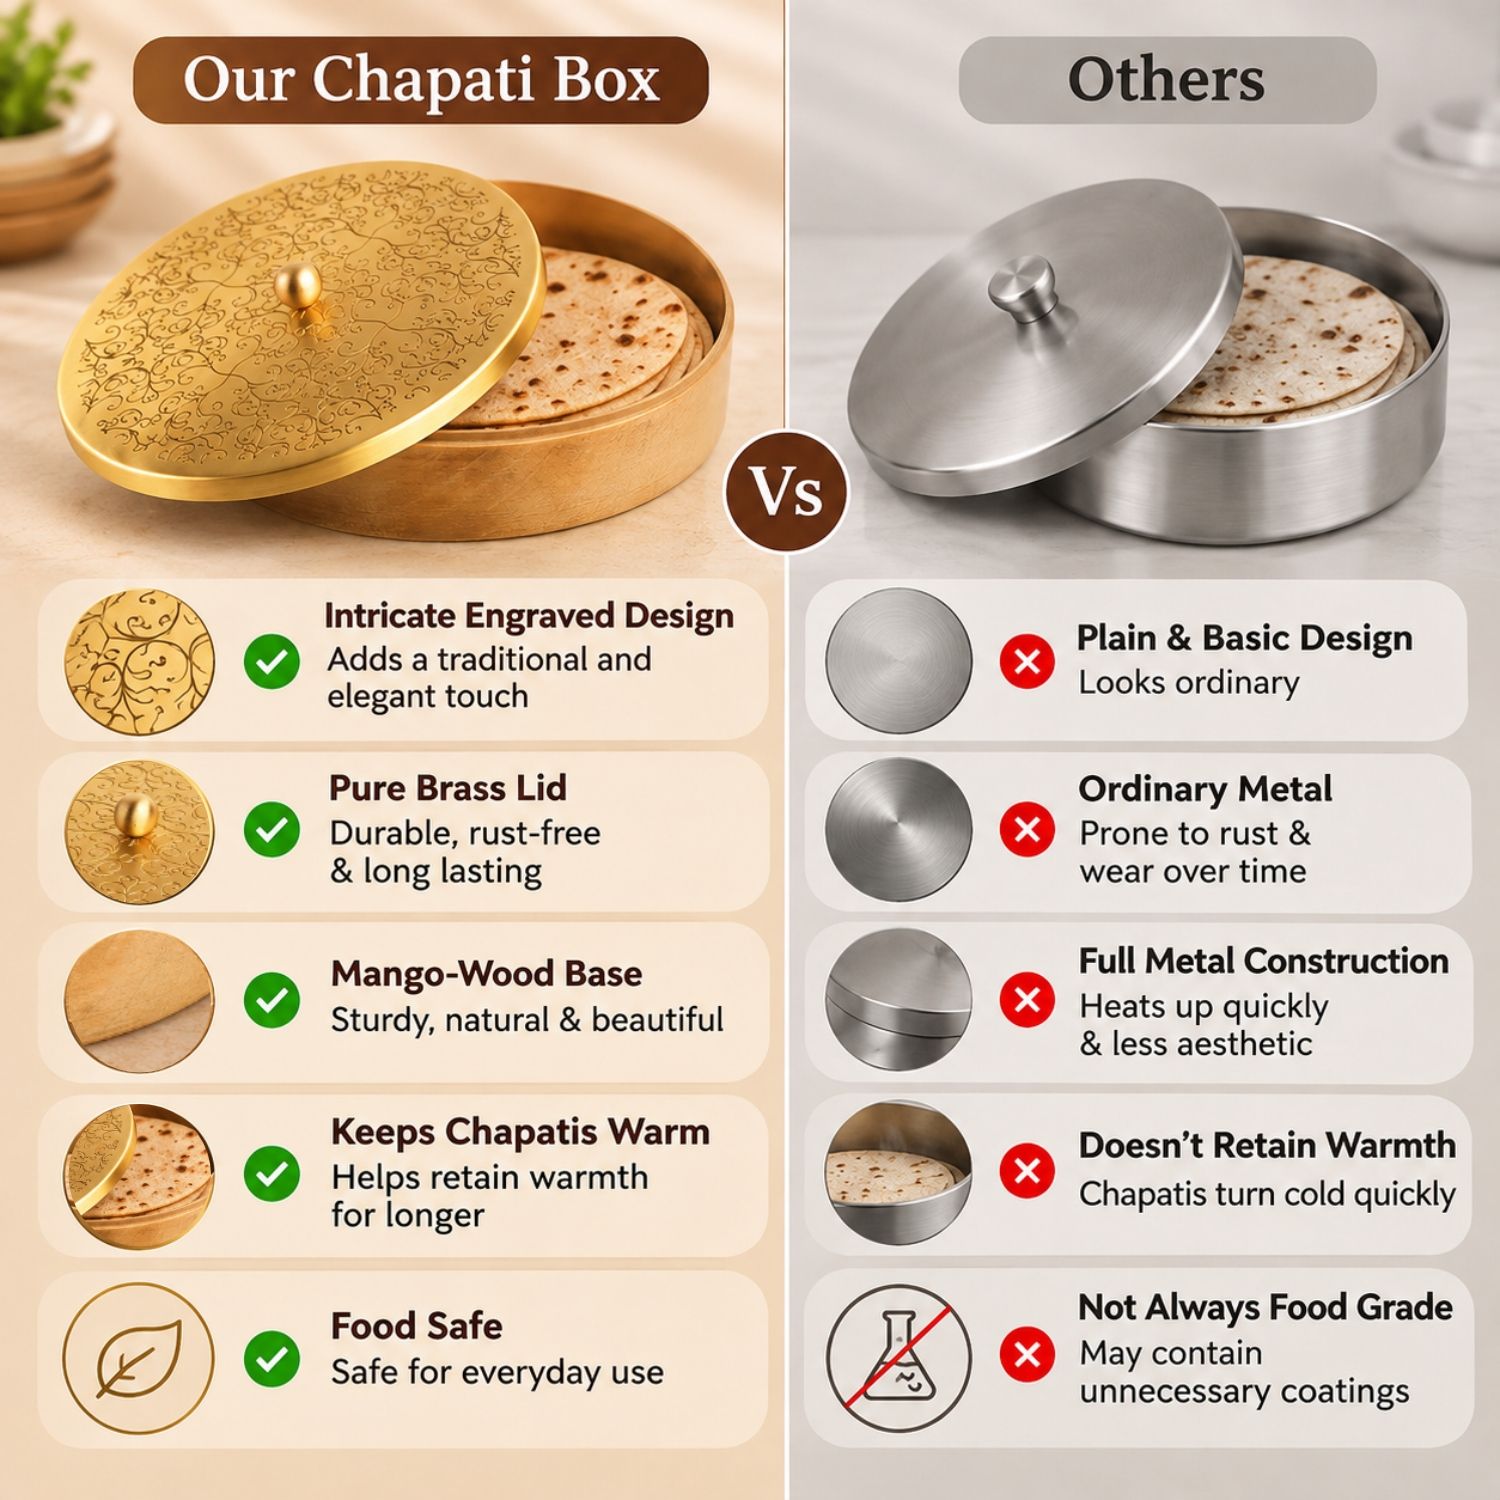 Our Chapati Box
Others
Vs
Intricate Engraved Design
Adds a traditional and
elegant touch
Plain & Basic Design
Looks ordinary
Pure Brass Lid
Durable, rust-free
& long lasting
Ordinary Metal
Prone to rust &
wear over time
Mango-Wood Base
Sturdy, natural & beautiful
Full Metal Construction
Heats up quickly
& less aesthetic
Keeps Chapatis Warm
Helps retain warmth
for longer
Doesn't Retain Warmth
Chapatis turn cold quickly
Food Safe
Safe for everyday use
Not Always Food Grade
May contain
unnecessary coatings